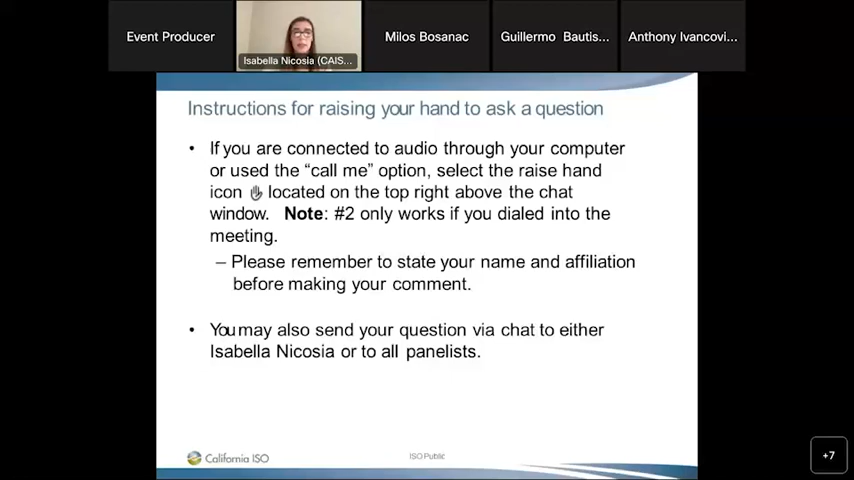 Event Producer
Isabella Nicosia (CAIS...
Milos Bosanac
Guillermo Bautis...
Anthony Ivancovi...
Instructions for raising your hand to ask a question
• If you are connected to audio through your computer
or used the “call me” option, select the raise hand
icon located on the top right above the chat
window. Note: #2 only works if you dialed into the
meeting.
– Please remember to state your name and affiliation
before making your comment.
• You may also send your question via chat to either
Isabella Nicosia or to all panelists.
California ISO
ISO Public
+7